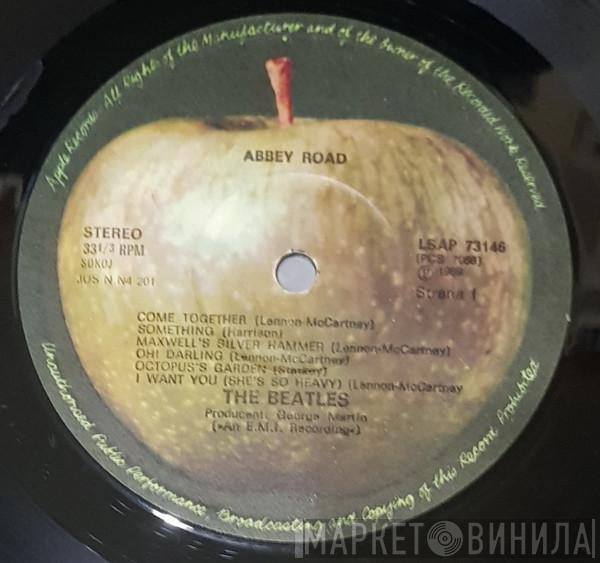 Apple Records. All Rights of the Manufacturer and of the Owner of the Recorded Work Reserved.
ABBEY ROAD
STEREO
33 1/3 RPM
SOKOJ
JUS N N4 201
LSAP 73146
(PCS 7088)
Ⓟ 1969
Strana 1
COME TOGETHER (Lennon-McCartney)
SOMETHING (Harrison)
MAXWELL'S SILVER HAMMER (Lennon-McCartney)
OH! DARLING (Lennon-McCartney)
OCTOPUS'S GARDEN (Starkey)
I WANT YOU (SHE'S SO HEAVY) (Lennon-McCartney
THE BEATLES
Producent: George Martin
(»An E.M.I. Recording«)
Unauthorised Public Performance, Broadcasting and Copying of this Record Prohibited
МАРКЕТ ВИНИЛА